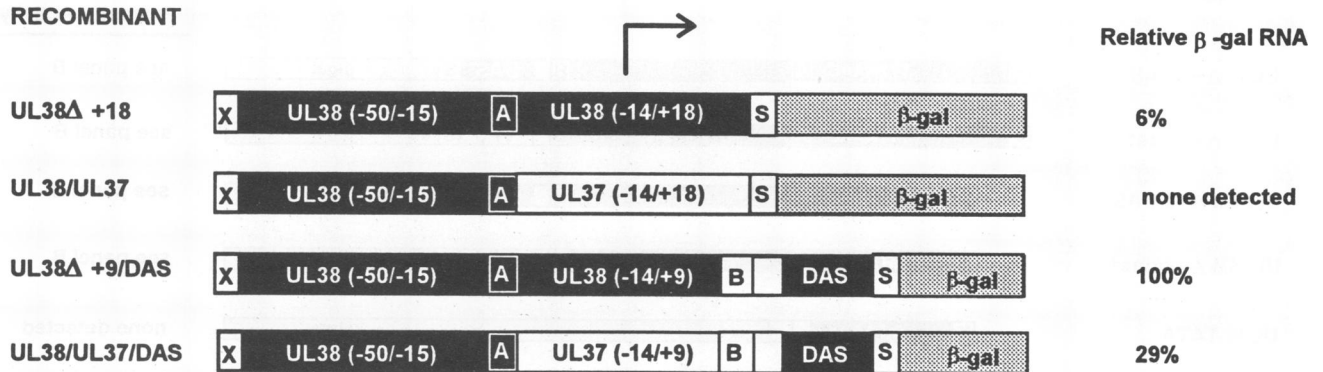 RECOMBINANT
Relative β -gal RNA
UL38Δ +18 X UL38 (-50/-15) A UL38 (-14/+18) S β-gal 6%
UL38/UL37 X UL38 (-50/-15) A UL37 (-14/+18) S β-gal none detected
UL38Δ +9/DAS X UL38 (-50/-15) A UL38 (-14/+9) B DAS S β-gal 100%
UL38/UL37/DAS X UL38 (-50/-15) A UL37 (-14/+9) B DAS S β-gal 29%
none detected